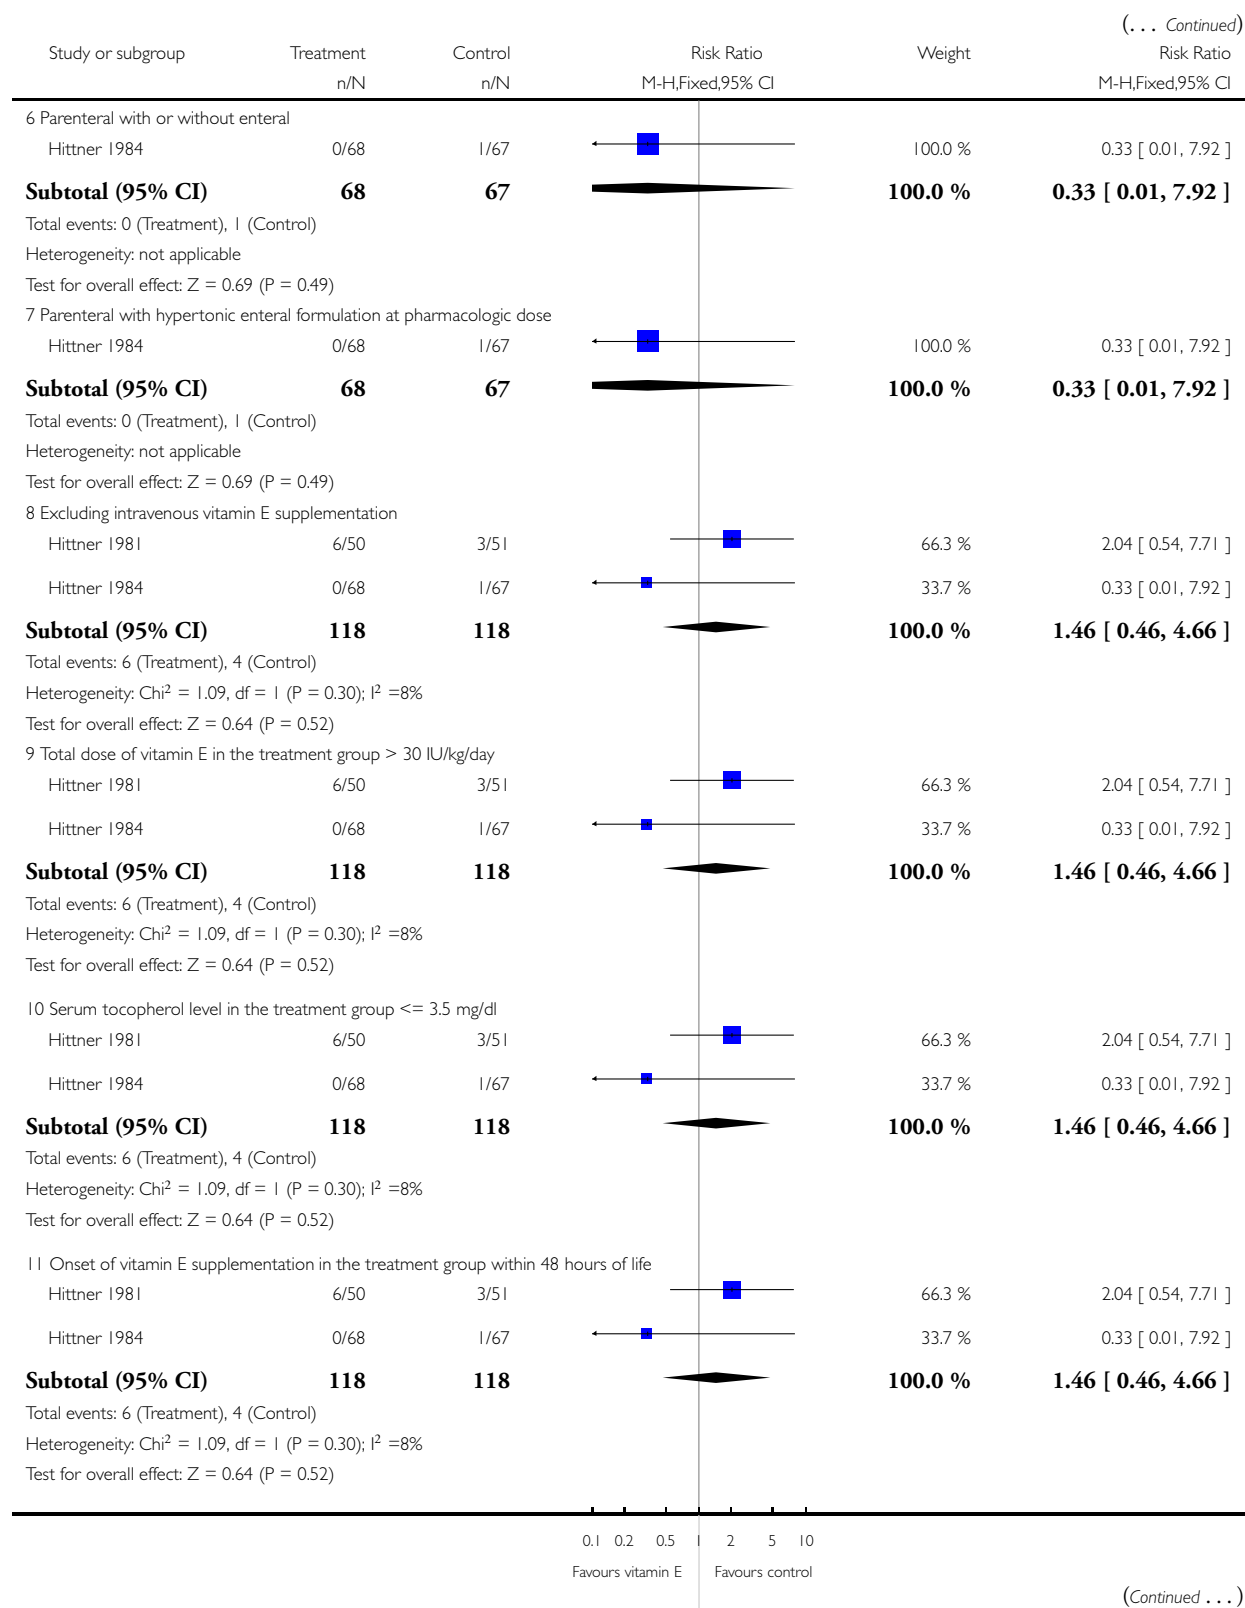 (... Continued)
Study or subgroup Treatment Control Risk Ratio Weight Risk Ratio
n/N n/N M-H,Fixed,95% CI M-H,Fixed,95% CI
6 Parenteral with or without enteral
Hittner 1984 0/68 1/67 100.0 % 0.33 [ 0.01, 7.92 ]
Subtotal (95% CI) 68 67 100.0 % 0.33 [ 0.01, 7.92 ]
Total events: 0 (Treatment), 1 (Control)
Heterogeneity: not applicable
Test for overall effect: Z = 0.69 (P = 0.49)
7 Parenteral with hypertonic enteral formulation at pharmacologic dose
Hittner 1984 0/68 1/67 100.0 % 0.33 [ 0.01, 7.92 ]
Subtotal (95% CI) 68 67 100.0 % 0.33 [ 0.01, 7.92 ]
Total events: 0 (Treatment), 1 (Control)
Heterogeneity: not applicable
Test for overall effect: Z = 0.69 (P = 0.49)
8 Excluding intravenous vitamin E supplementation
Hittner 1981 6/50 3/51 66.3 % 2.04 [ 0.54, 7.71 ]
Hittner 1984 0/68 1/67 33.7 % 0.33 [ 0.01, 7.92 ]
Subtotal (95% CI) 118 118 100.0 % 1.46 [ 0.46, 4.66 ]
Total events: 6 (Treatment), 4 (Control)
Heterogeneity: Chi² = 1.09, df = 1 (P = 0.30); I² =8%
Test for overall effect: Z = 0.64 (P = 0.52)
9 Total dose of vitamin E in the treatment group > 30 IU/kg/day
Hittner 1981 6/50 3/51 66.3 % 2.04 [ 0.54, 7.71 ]
Hittner 1984 0/68 1/67 33.7 % 0.33 [ 0.01, 7.92 ]
Subtotal (95% CI) 118 118 100.0 % 1.46 [ 0.46, 4.66 ]
Total events: 6 (Treatment), 4 (Control)
Heterogeneity: Chi² = 1.09, df = 1 (P = 0.30); I² =8%
Test for overall effect: Z = 0.64 (P = 0.52)
10 Serum tocopherol level in the treatment group <= 3.5 mg/dl
Hittner 1981 6/50 3/51 66.3 % 2.04 [ 0.54, 7.71 ]
Hittner 1984 0/68 1/67 33.7 % 0.33 [ 0.01, 7.92 ]
Subtotal (95% CI) 118 118 100.0 % 1.46 [ 0.46, 4.66 ]
Total events: 6 (Treatment), 4 (Control)
Heterogeneity: Chi² = 1.09, df = 1 (P = 0.30); I² =8%
Test for overall effect: Z = 0.64 (P = 0.52)
11 Onset of vitamin E supplementation in the treatment group within 48 hours of life
Hittner 1981 6/50 3/51 66.3 % 2.04 [ 0.54, 7.71 ]
Hittner 1984 0/68 1/67 33.7 % 0.33 [ 0.01, 7.92 ]
Subtotal (95% CI) 118 118 100.0 % 1.46 [ 0.46, 4.66 ]
Total events: 6 (Treatment), 4 (Control)
Heterogeneity: Chi² = 1.09, df = 1 (P = 0.30); I² =8%
Test for overall effect: Z = 0.64 (P = 0.52)
0.1 0.2 0.5 1 2 5 10
Favours vitamin E Favours control
(Continued ...)